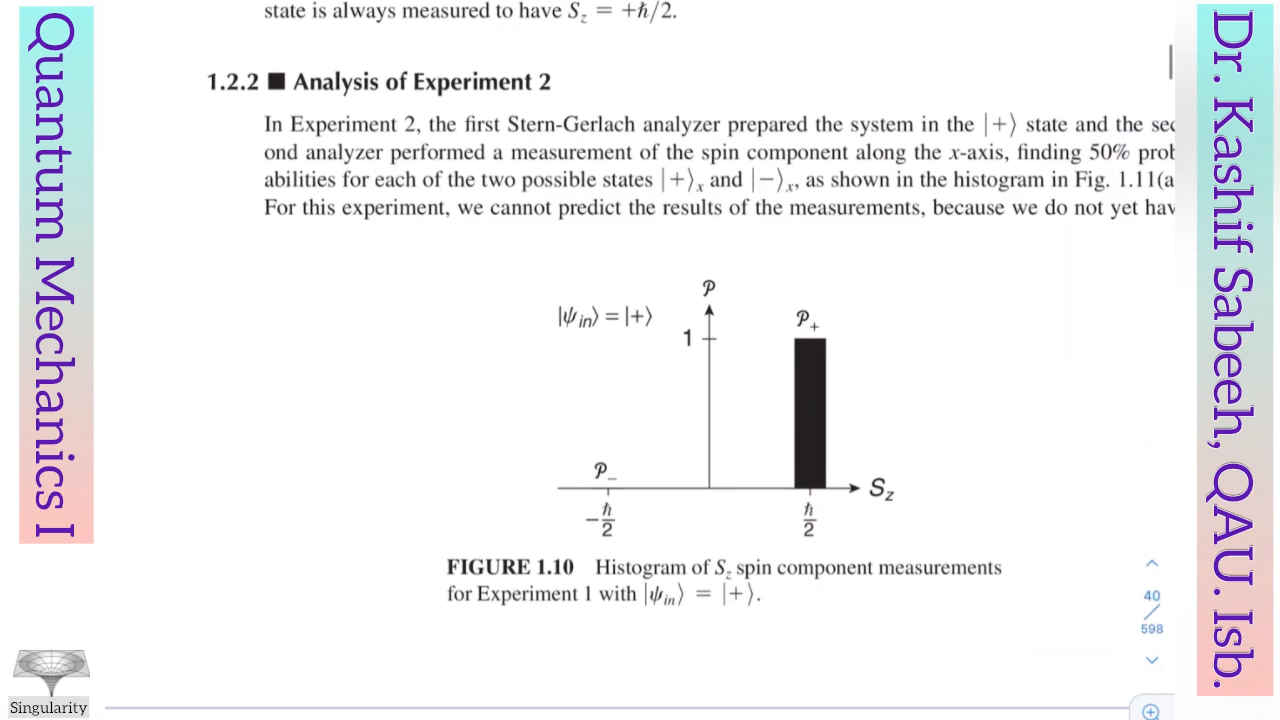 Quantum Mechanics I
state is always measured to have S_z = +ℏ/2.
1.2.2 ■ Analysis of Experiment 2
In Experiment 2, the first Stern-Gerlach analyzer prepared the system in the |+⟩ state and the sec
ond analyzer performed a measurement of the spin component along the x-axis, finding 50% prob
abilities for each of the two possible states |+⟩ₓ and |−⟩ₓ, as shown in the histogram in Fig. 1.11(a
For this experiment, we cannot predict the results of the measurements, because we do not yet hav
𝒫
|ψ_in⟩ = |+⟩
𝒫₊
1
𝒫₋
S_z
−ℏ/2
ℏ/2
FIGURE 1.10 Histogram of S_z spin component measurements
for Experiment 1 with |ψ_in⟩ = |+⟩.
40
598
Singularity
Dr. Kashif Sabeeh, QAU. Isb.